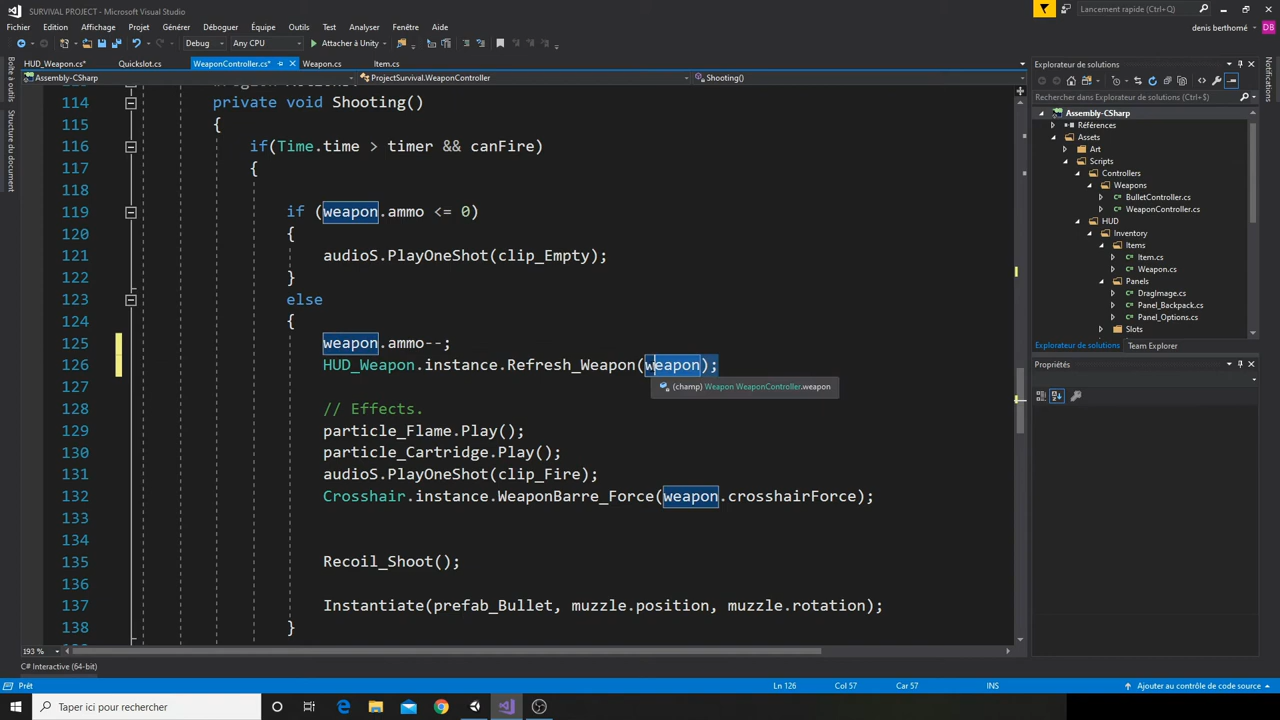 SURVIVAL PROJECT - Microsoft Visual Studio
Lancement rapide (Ctrl+Q)
Fichier Edition Affichage Projet Générer Déboguer Équipe Outils Test Analyser Fenêtre Aide
denis berthomé DB
Debug Any CPU Attacher à Unity
HUD_Weapon.cs* Quickslot.cs WeaponController.cs* Weapon.cs Item.cs
Assembly-CSharp ProjectSurvival.WeaponController Shooting()
Boîte à outils
Structure du document
114 private void Shooting()
115 {
116 if(Time.time > timer && canFire)
117 {
118
119 if (weapon.ammo <= 0)
120 {
121 audioS.PlayOneShot(clip_Empty);
122 }
123 else
124 {
125 weapon.ammo--;
126 HUD_Weapon.instance.Refresh_Weapon(weapon);
127
(champ) Weapon WeaponController.weapon
128 // Effects.
129 particle_Flame.Play();
130 particle_Cartridge.Play();
131 audioS.PlayOneShot(clip_Fire);
132 Crosshair.instance.WeaponBarre_Force(weapon.crosshairForce);
133
134
135 Recoil_Shoot();
136
137 Instantiate(prefab_Bullet, muzzle.position, muzzle.rotation);
138 }
193 %
Explorateur de solutions
Rechercher dans Explorateur de solutions (Ctrl+$)
Assembly-CSharp
Références
Assets
Art
Scripts
Controllers
Weapons
BulletController.cs
WeaponController.cs
HUD
Inventory
Items
Item.cs
Weapon.cs
Panels
DragImage.cs
Panel_Backpack.cs
Panel_Options.cs
Slots
Explorateur de solutions Team Explorer
Propriétés
Notifications
C# Interactive (64-bit)
Prêt Ln 126 Col 57 Car 57 INS Ajouter au contrôle de code source
Taper ici pour rechercher